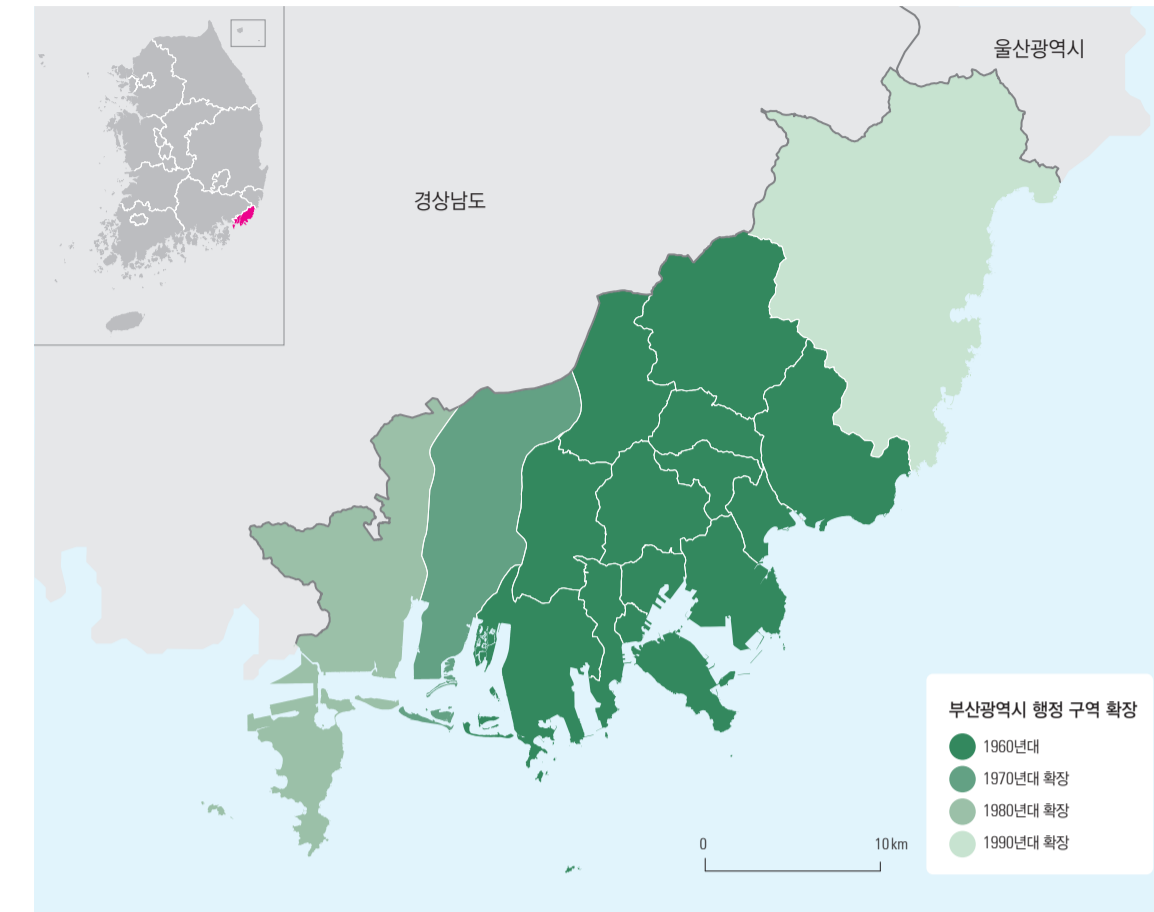 울산광역시
경상남도
부산광역시 행정 구역 확장
1960년대
1970년대 확장
1980년대 확장
1990년대 확장
0 10km